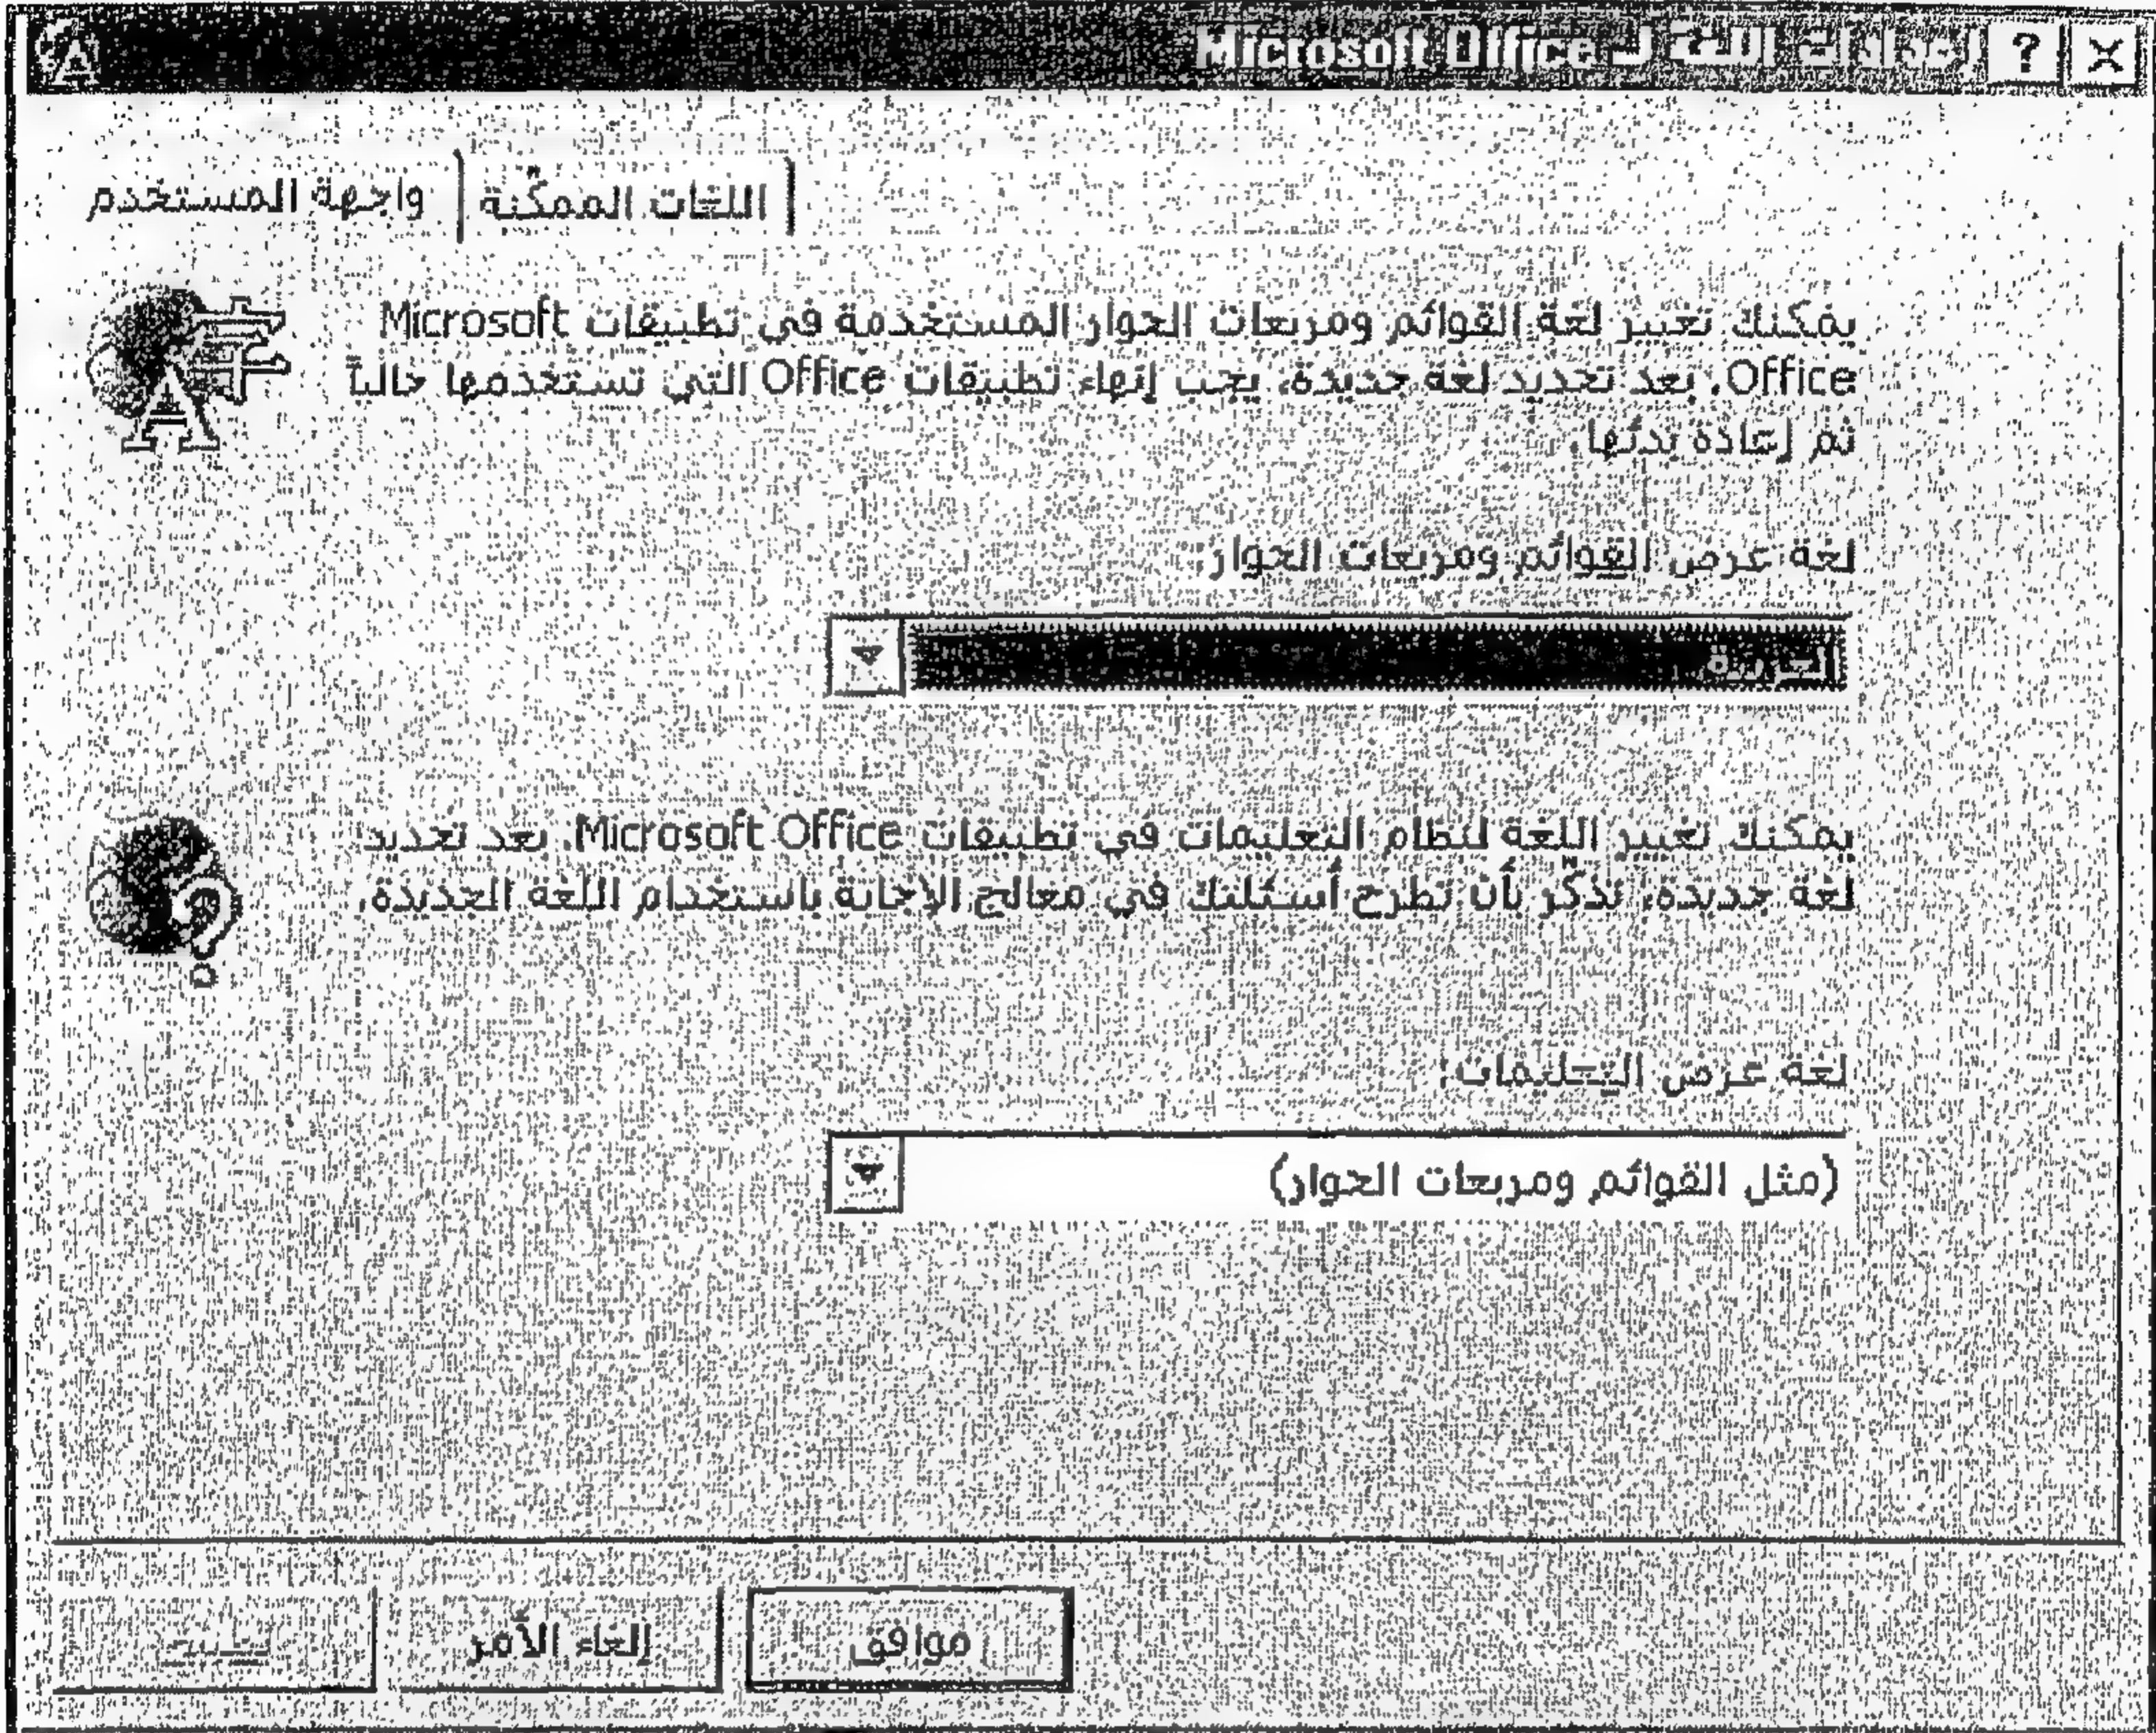 إعدادات اللغة لـ Microsoft Office
واجهة المستخدم
اللغات الممكّنة
يمكنك تغيير لغة القوائم ومربعات الحوار المستخدمة في تطبيقات Microsoft
Office. بعد تحديد لغة جديدة، يجب إنهاء تطبيقات Office التي تستخدمها حالياً
ثم إعادة بدئها.
لغة عرض القوائم ومربعات الحوار:
العربية
يمكنك تغيير اللغة لنظام التعليمات في تطبيقات Microsoft Office. بعد تحديد
لغة جديدة، تذكّر بأن تطرح أسئلتك في معالج الإجابة باستخدام اللغة الجديدة.
لغة عرض التعليمات:
(مثل القوائم ومربعات الحوار)
موافق
إلغاء الأمر